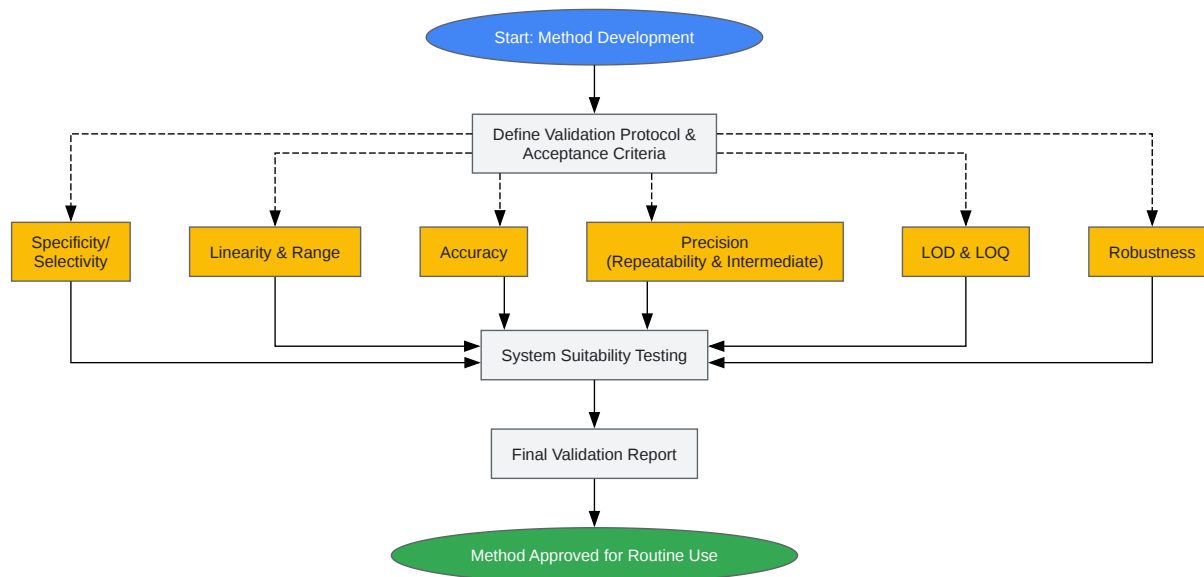 Start: Method Development
Define Validation Protocol &
Acceptance Criteria
Specificity/
Selectivity
Linearity & Range
Accuracy
Precision
(Repeatability & Intermediate)
LOD & LOQ
Robustness
System Suitability Testing
Final Validation Report
Method Approved for Routine Use